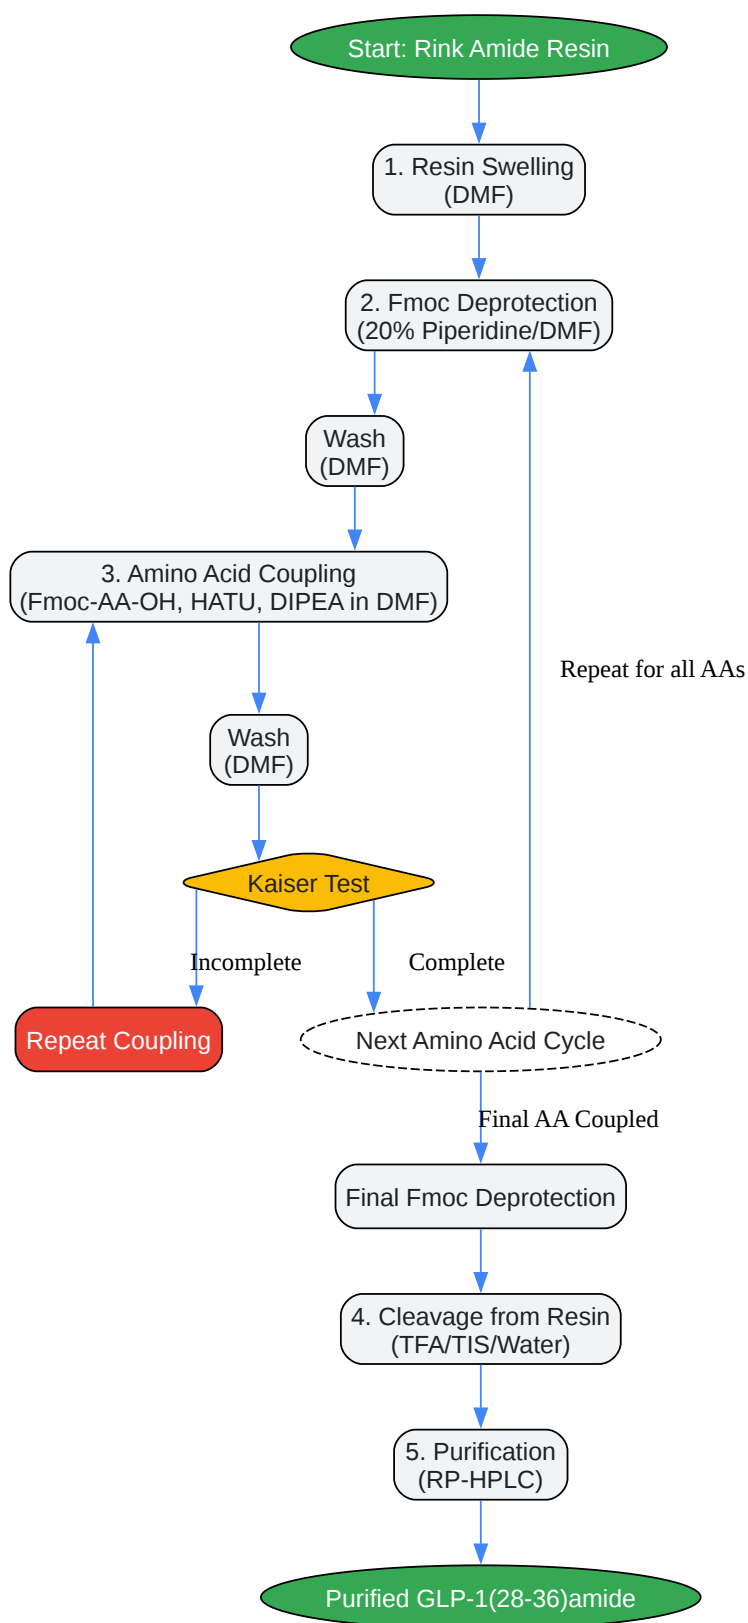 Start: Rink Amide Resin
1. Resin Swelling
(DMF)
2. Fmoc Deprotection
(20% Piperidine/DMF)
Wash
(DMF)
3. Amino Acid Coupling
(Fmoc-AA-OH, HATU, DIPEA in DMF)
Repeat for all AAs
Wash
(DMF)
Kaiser Test
Incomplete
Complete
Repeat Coupling
Next Amino Acid Cycle
Final AA Coupled
Final Fmoc Deprotection
4. Cleavage from Resin
(TFA/TIS/Water)
5. Purification
(RP-HPLC)
Purified GLP-1(28-36)amide